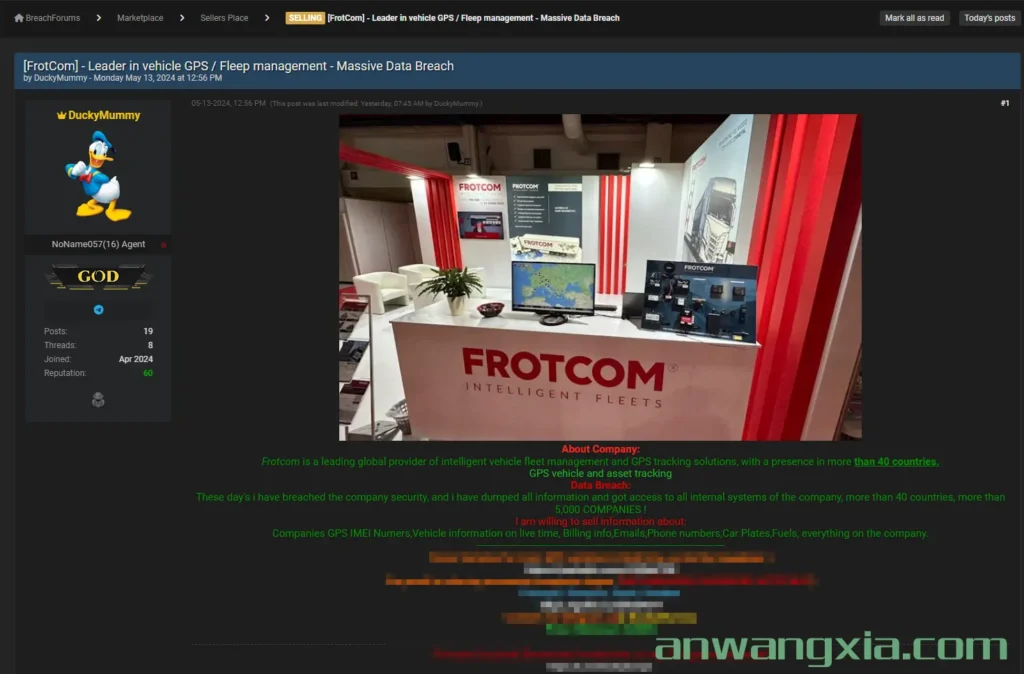 BreachForums > Marketplace > Sellers Place > SELLING [FrotCom] - Leader in vehicle GPS / Fleep management - Massive Data Breach
Mark all as read
Today's posts
[FrotCom] - Leader in vehicle GPS / Fleep management - Massive Data Breach
by DuckyMummy - Monday May 13, 2024 at 12:56 PM
DuckyMummy
NoName057(16) Agent
GOD
Posts: 19
Threads: 8
Joined: Apr 2024
Reputation: 60
05-13-2024, 12:56 PM (This post was last modified: Yesterday, 07:43 AM by DuckyMummy.)
#1
FROTCOM
FROTCOM
FROTCOM
FROTCOM
FROTCOM
INTELLIGENT FLEETS
About Company:
Frotcom is a leading global provider of intelligent vehicle fleet management and GPS tracking solutions, with a presence in more than 40 countries.
GPS vehicle and asset tracking
Data Breach:
These day's i have breached the company security, and i have dumped all information and got access to all internal systems of the company, more than 40 countries, more than
5,000 COMPANIES !
I am willing to sell information about:
Companies GPS IMEI Numers,Vehicle information on live time, Billing info,Emails,Phone numbers,Car Plates,Fuels, everything on the company.
anwangxia.com